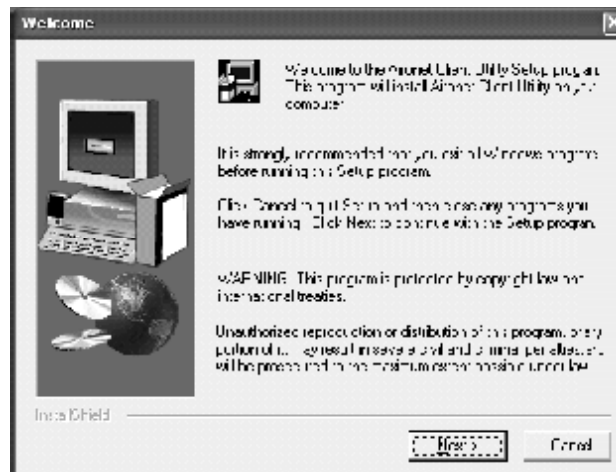 Welcome
Welcome to the Aironet Client Utility Setup program.
This program will install Aironet Client Utility on your
computer.
It is strongly recommended that you exit all Windows programs
before running this Setup program.
Click Cancel to quit Setup and then close any programs you
have running. Click Next to continue with the Setup program.
WARNING: This program is protected by copyright law and
international treaties.
Unauthorized reproduction or distribution of this program, or any
portion of it, may result in severe civil and criminal penalties, and
will be prosecuted to the maximum extent possible under law.
InstallShield
Next >
Cancel